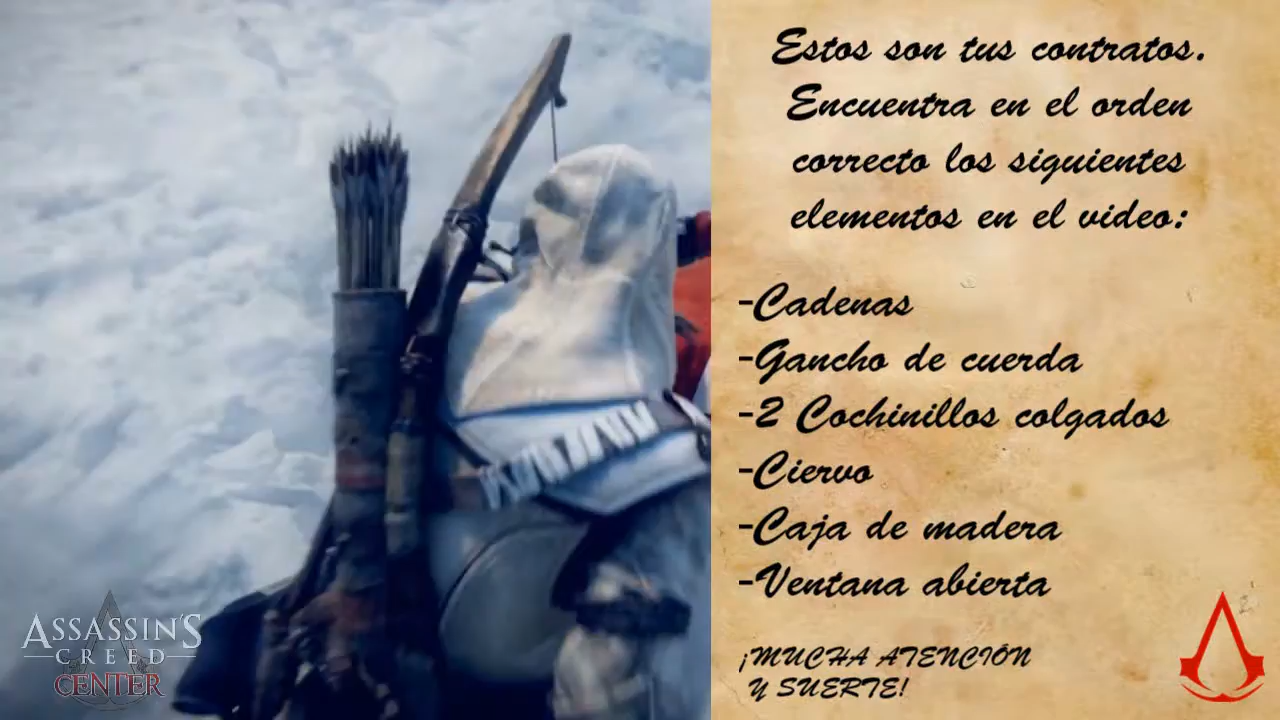 Estos son tus contratos.
Encuentra en el orden
correcto los siguientes
elementos en el video:
-Cadenas
-Gancho de cuerda
-2 Cochinillos colgados
-Ciervo
-Caja de madera
-Ventana abierta
¡MUCHA ATENCIÓN
Y SUERTE!
ASSASSIN'S
CREED
CENTER